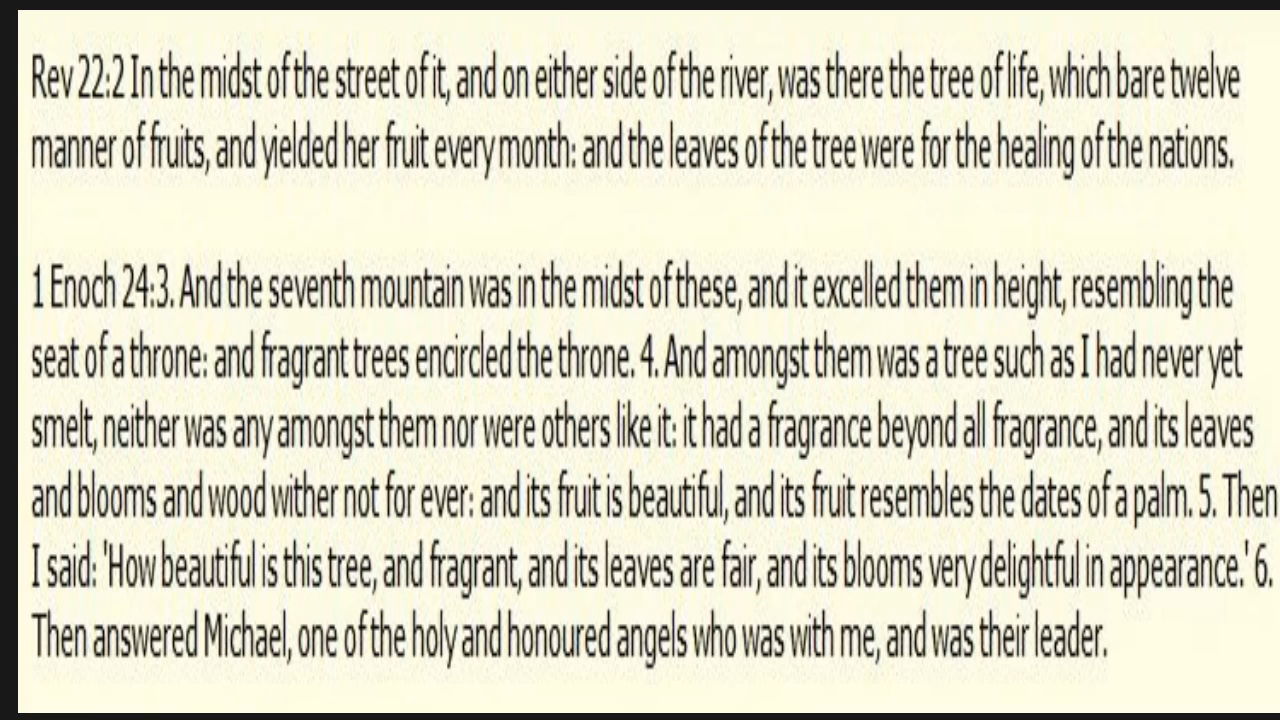 Rev 22:2 In the midst of the street of it, and on either side of the river, was there the tree of life, which bare twelve
manner of fruits, and yielded her fruit every month: and the leaves of the tree were for the healing of the nations.
1 Enoch 24:3. And the seventh mountain was in the midst of these, and it excelled them in height, resembling the
seat of a throne: and fragrant trees encircled the throne. 4. And amongst them was a tree such as I had never yet
smelt, neither was any amongst them nor were others like it: it had a fragrance beyond all fragrance, and its leaves
and blooms and wood wither not for ever: and its fruit is beautiful, and its fruit resembles the dates of a palm. 5. Then
I said: 'How beautiful is this tree, and fragrant, and its leaves are fair, and its blooms very delightful in appearance.' 6.
Then answered Michael, one of the holy and honoured angels who was with me, and was their leader.